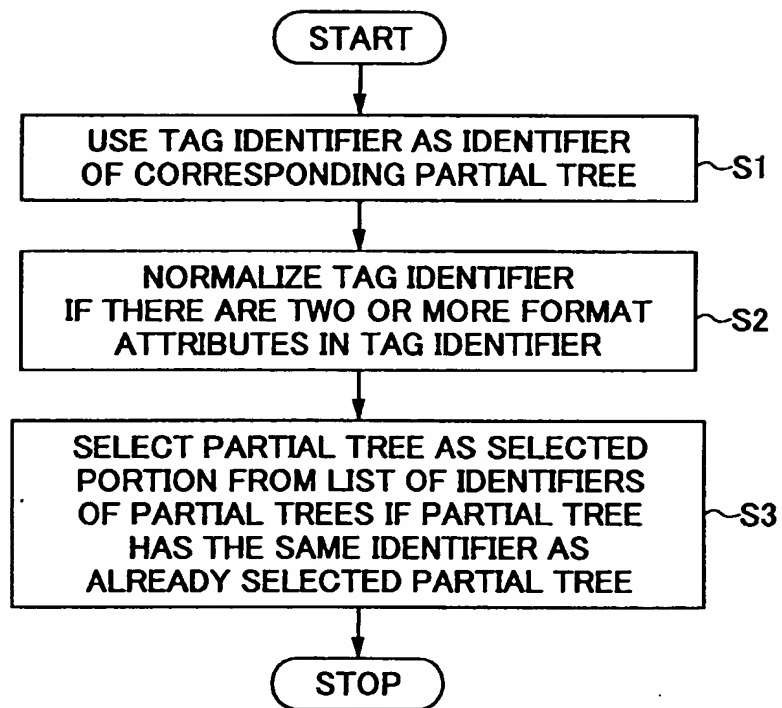 START
USE TAG IDENTIFIER AS IDENTIFIER
OF CORRESPONDING PARTIAL TREE
S1
NORMALIZE TAG IDENTIFIER
IF THERE ARE TWO OR MORE FORMAT
ATTRIBUTES IN TAG IDENTIFIER
S2
SELECT PARTIAL TREE AS SELECTED
PORTION FROM LIST OF IDENTIFIERS
OF PARTIAL TREES IF PARTIAL TREE
HAS THE SAME IDENTIFIER AS
ALREADY SELECTED PARTIAL TREE
S3
STOP